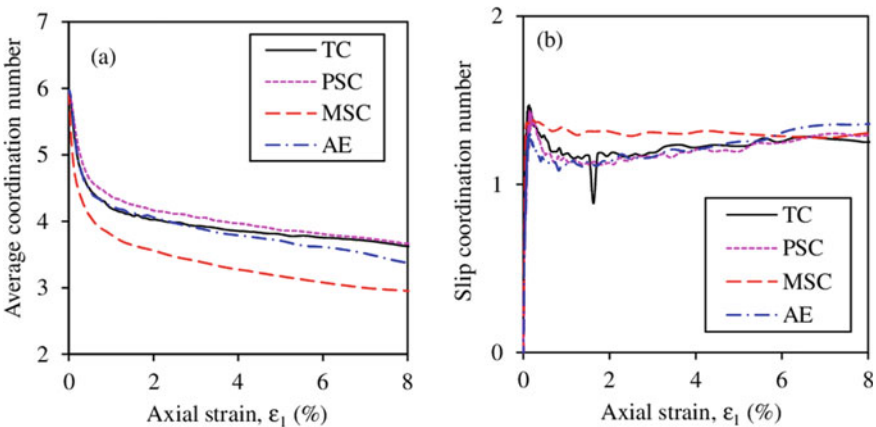 (a)
Average coordination number
7
6
5
4
3
2
0
2
4
6
8
Axial strain, ε1 (%)
TC
PSC
MSC
AE
(b)
Slip coordination number
2
1
0
0
2
4
6
8
Axial strain, ε1 (%)
TC
PSC
MSC
AE